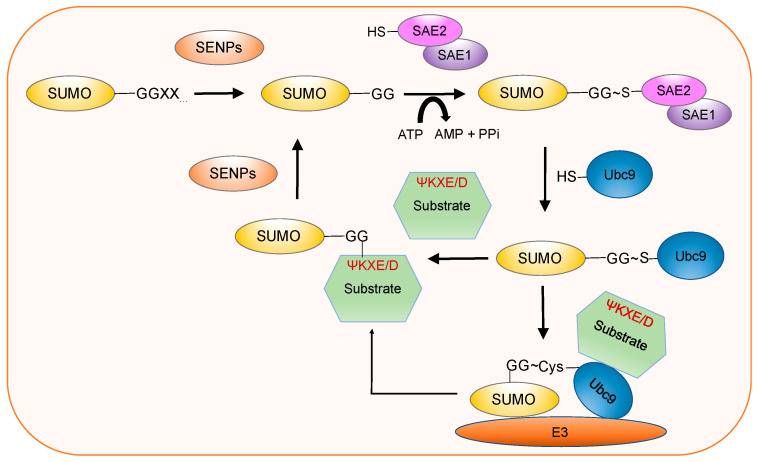 HS SAE2
SENPs
SAE1
SUMO GGXX...
SUMO GG
SUMO GG~S SAE2
SAE1
ATP AMP + PPi
SENPs
ΨKXE/D
Substrate
HS Ubc9
SUMO GG
ΨKXE/D
Substrate
SUMO GG~S Ubc9
ΨKXE/D
Substrate
GG~Cys
SUMO
Ubc9
E3